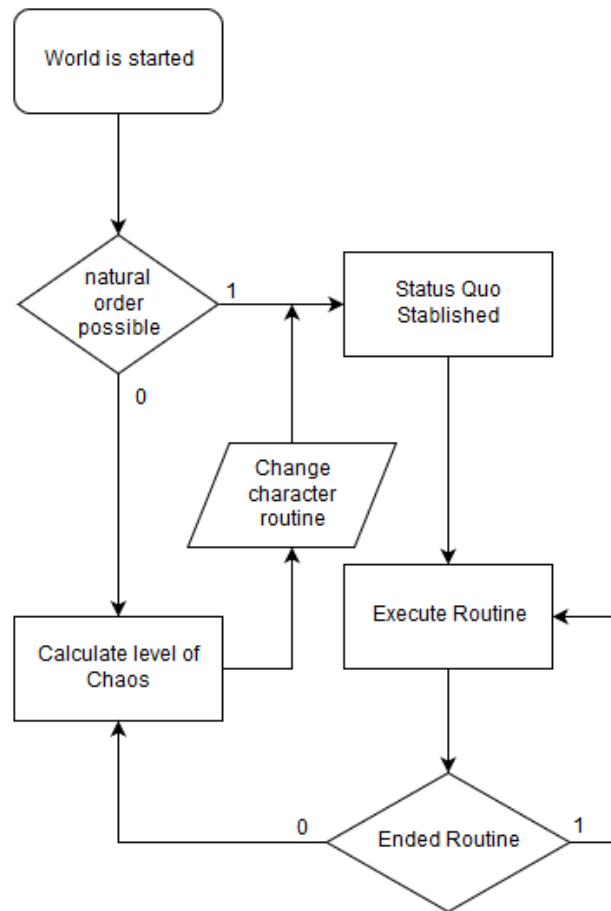 World is started
natural
order
possible
1
Status Quo
Stablished
0
Change
character
routine
Execute Routine
Calculate level of
Chaos
0
Ended Routine
1